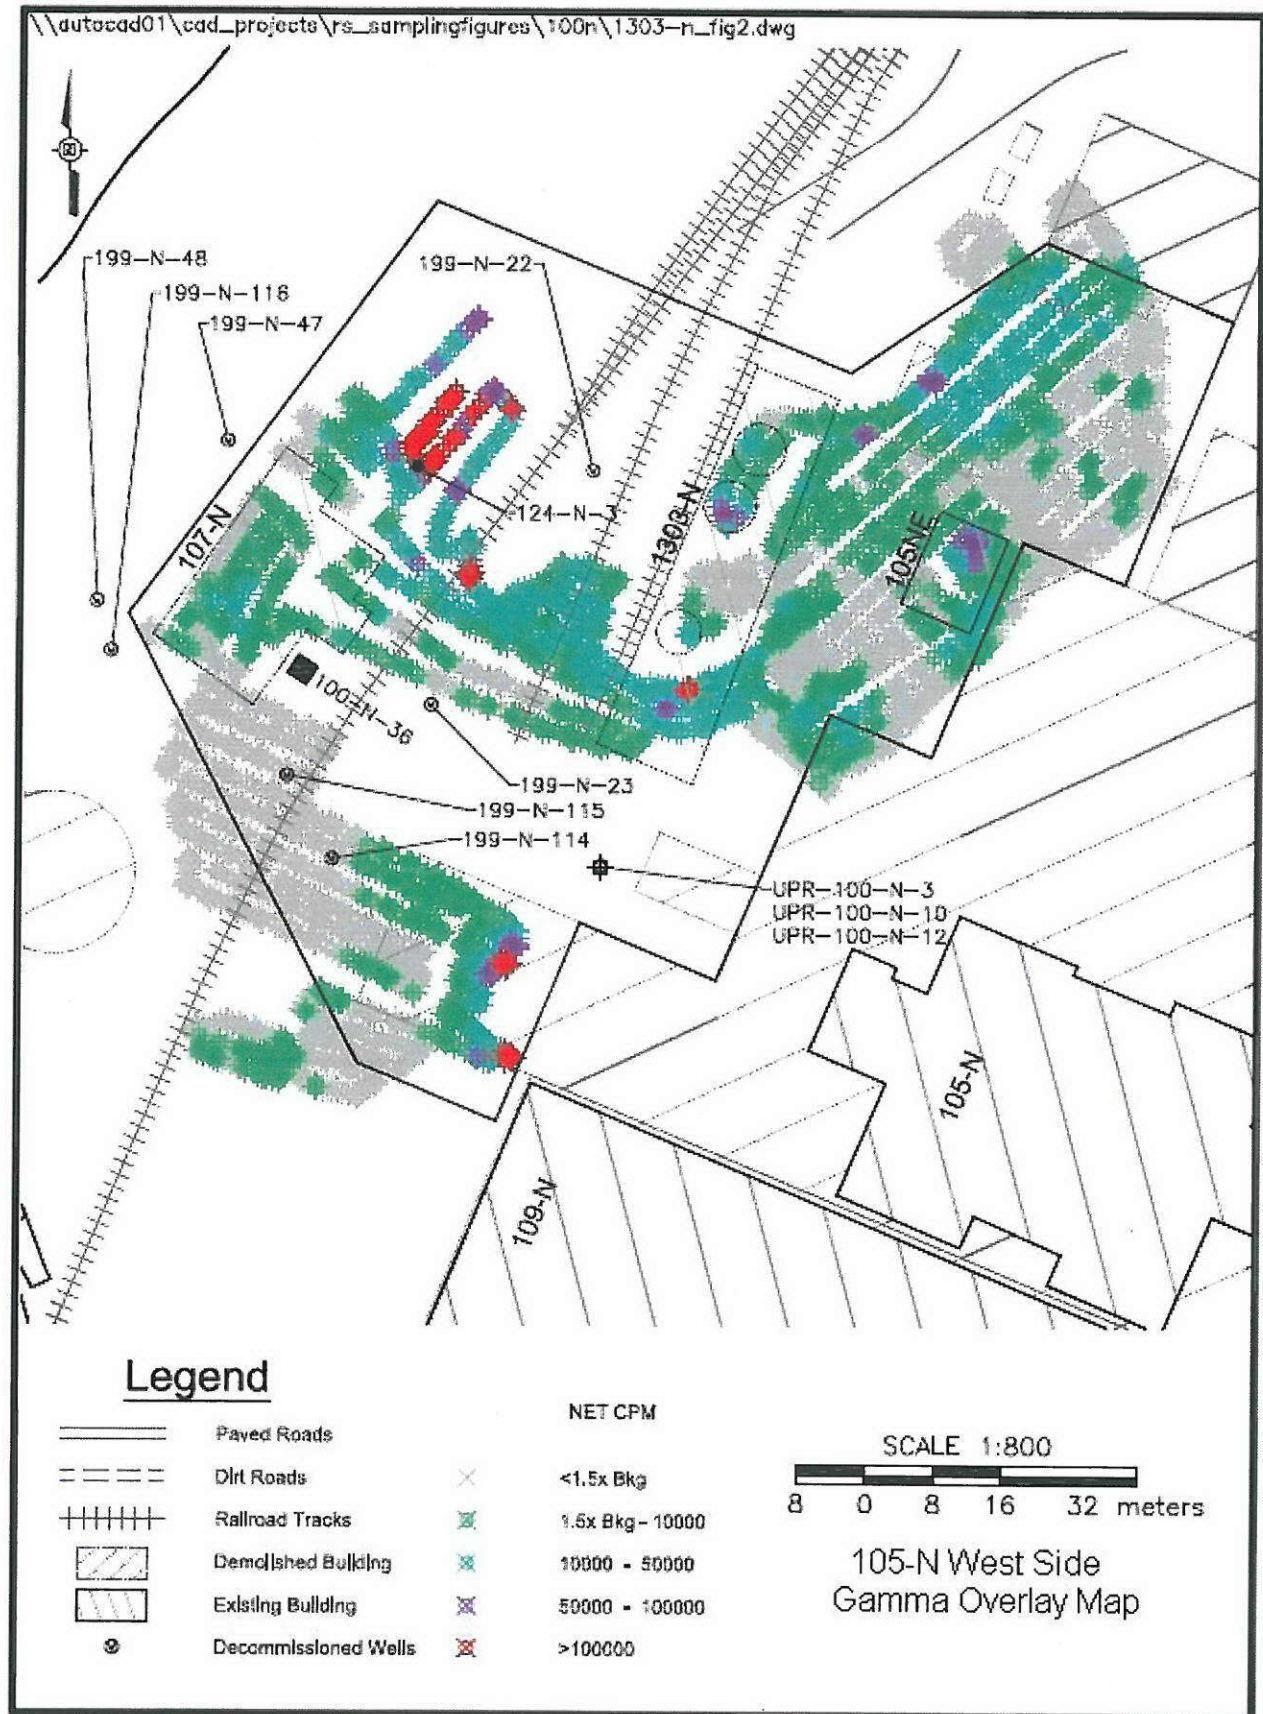 \\autocad01\cad_projects\rs_samplingfigures\100n\1303-n_fig2.dwg
199-N-48
199-N-116
199-N-47
199-N-22
124-N-
107-N
1303-N
105NE
100-N-36
199-N-23
199-N-115
199-N-114
UPR-100-N-3
UPR-100-N-10
UPR-100-N-12
105-N
109-N
Legend
NET CPM
Paved Roads
Dirt Roads
<1.5x Bkg
Railroad Tracks
1.5x Bkg - 10000
Demolished Building
10000 - 50000
Existing Building
50000 - 100000
Decommissioned Wells
>100000
SCALE 1:800
8 0 8 16 32 meters
105-N West Side
Gamma Overlay Map